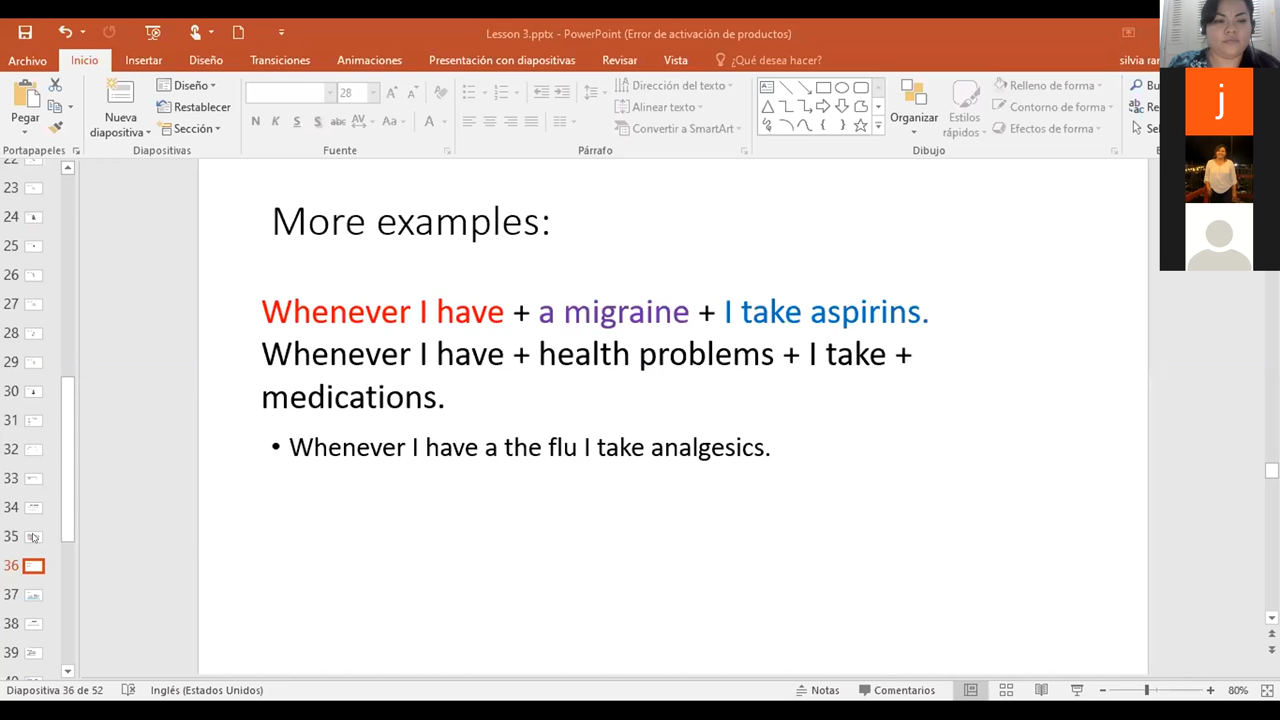 Lesson 3.pptx - PowerPoint (Error de activación de productos)
Archivo Inicio Insertar Diseño Transiciones Animaciones Presentación con diapositivas Revisar Vista ¿Qué desea hacer? silvia
Pegar
Nueva diapositiva
Diseño
Restablecer
Sección
28
N K S S abc AV Aa A
Dirección del texto
Alinear texto
Convertir a SmartArt
Organizar
Estilos rápidos
Relleno de forma
Contorno de forma
Efectos de forma
Portapapeles Diapositivas Fuente Párrafo Dibujo
j
22
23
24
25
26
27
28
29
30
31
32
33
34
35
36
37
38
39
More examples:
Whenever I have + a migraine + I take aspirins.
Whenever I have + health problems + I take +
medications.
• Whenever I have a the flu I take analgesics.
Diapositiva 36 de 52 Inglés (Estados Unidos) Notas Comentarios 80%